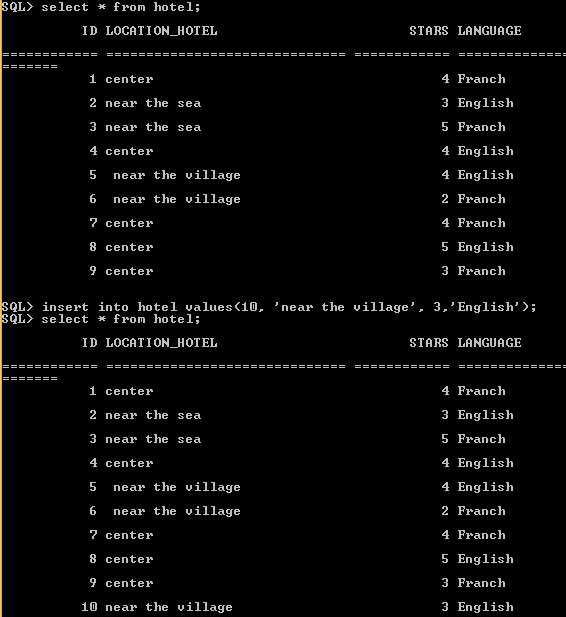 SQL> select * from hotel;
ID LOCATION_HOTEL STARS LANGUAGE
============ ============================== ============ ==============
=======
1 center 4 Franch
2 near the sea 3 English
3 near the sea 5 Franch
4 center 4 English
5 near the village 4 English
6 near the village 2 Franch
7 center 4 Franch
8 center 5 English
9 center 3 Franch
SQL> insert into hotel values(10, 'near the village', 3,'English');
SQL> select * from hotel;
ID LOCATION_HOTEL STARS LANGUAGE
============ ============================== ============ ==============
=======
1 center 4 Franch
2 near the sea 3 English
3 near the sea 5 Franch
4 center 4 English
5 near the village 4 English
6 near the village 2 Franch
7 center 4 Franch
8 center 5 English
9 center 3 Franch
10 near the village 3 English